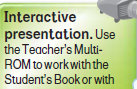 Interactive
presentation. Use
the Teacher's Multi-
ROM to work with the
Student's Book or with